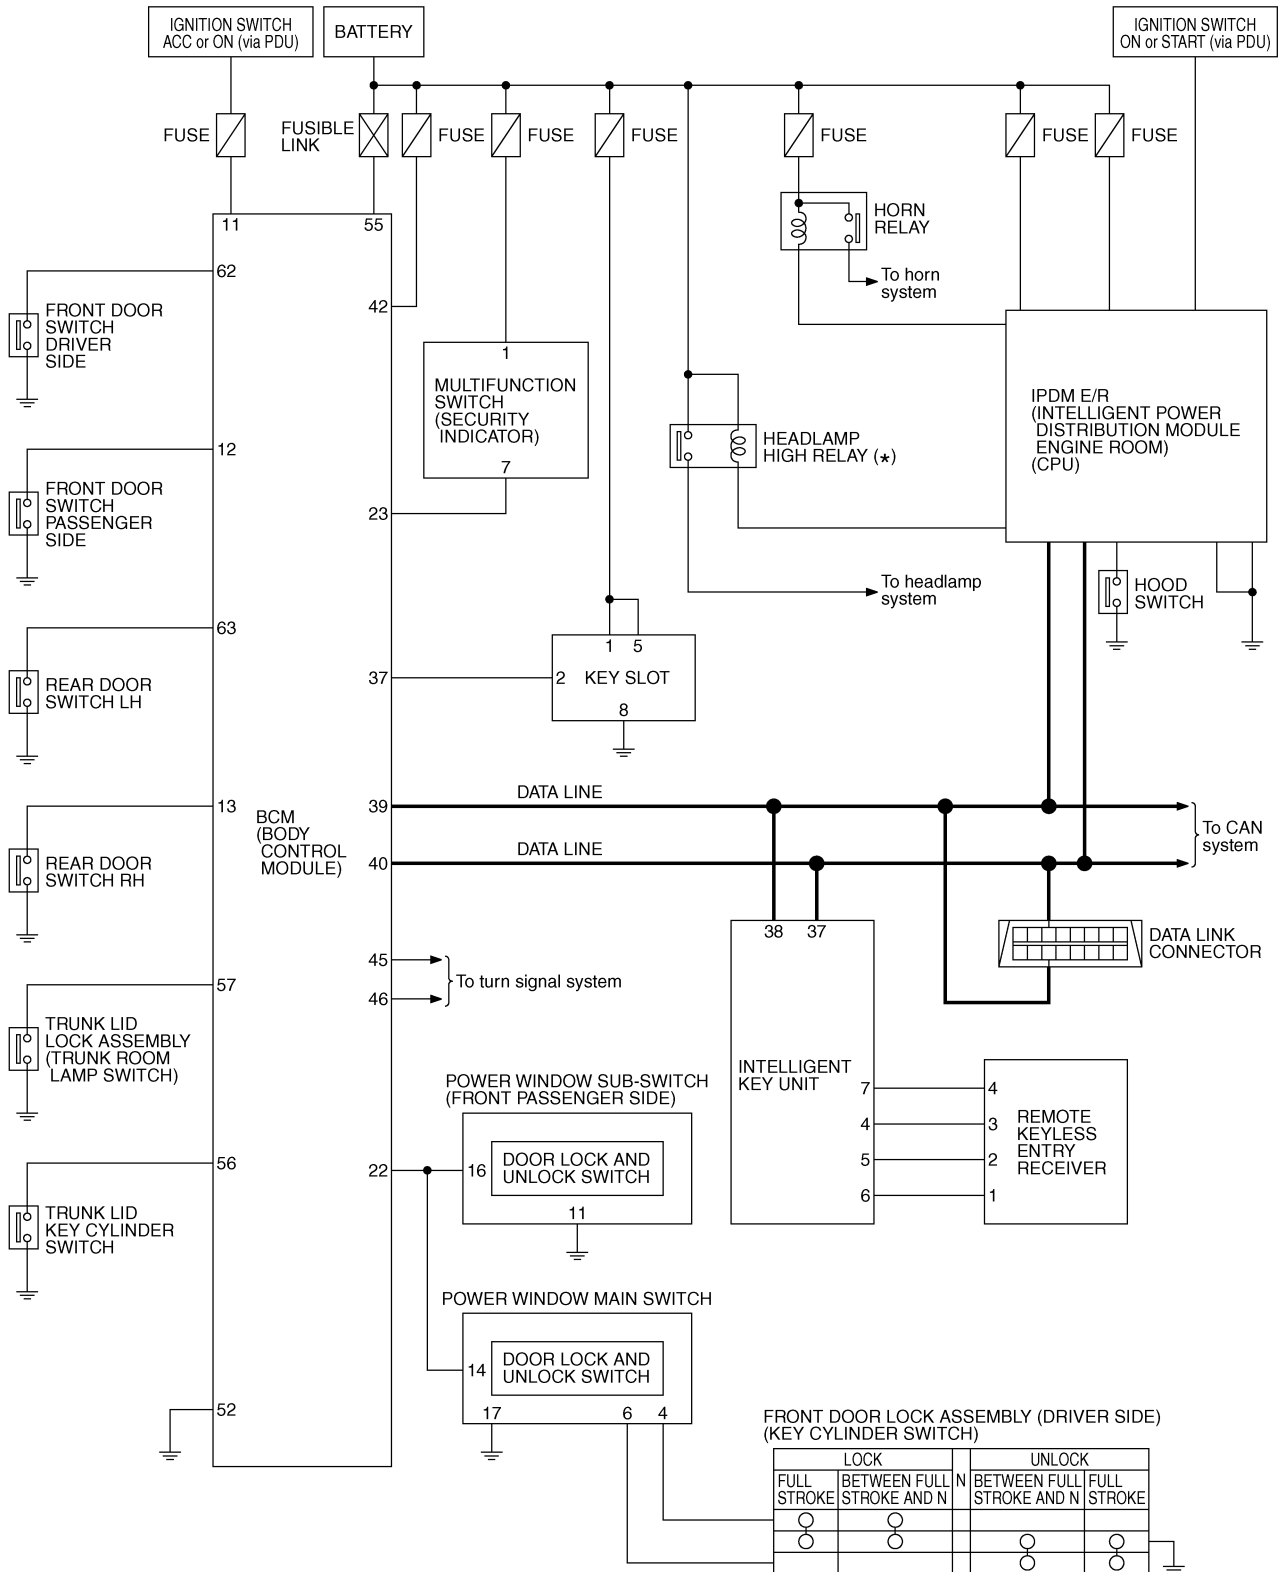 IGNITION SWITCH
ACC or ON (via PDU)
BATTERY
IGNITION SWITCH
ON or START (via PDU)
FUSE
FUSIBLE
LINK
FUSE
FUSE
FUSE
FUSE
FUSE
FUSE
HORN
RELAY
To horn
system
11
55
62
42
FRONT DOOR
SWITCH
DRIVER
SIDE
1
MULTIFUNCTION
SWITCH
(SECURITY
INDICATOR)
7
IPDM E/R
(INTELLIGENT POWER
DISTRIBUTION MODULE
ENGINE ROOM)
(CPU)
HEADLAMP
HIGH RELAY (*)
12
FRONT DOOR
SWITCH
PASSENGER
SIDE
23
To headlamp
system
HOOD
SWITCH
63
REAR DOOR
SWITCH LH
37
1
5
2
KEY SLOT
8
13
BCM
(BODY
CONTROL
MODULE)
39
DATA LINE
40
DATA LINE
To CAN
system
REAR DOOR
SWITCH RH
38
37
DATA LINK
CONNECTOR
45
46
To turn signal system
57
TRUNK LID
LOCK ASSEMBLY
(TRUNK ROOM
LAMP SWITCH)
INTELLIGENT
KEY UNIT
7
4
5
6
4
3
2
1
REMOTE
KEYLESS
ENTRY
RECEIVER
POWER WINDOW SUB-SWITCH
(FRONT PASSENGER SIDE)
56
22
16
DOOR LOCK AND
UNLOCK SWITCH
11
TRUNK LID
KEY CYLINDER
SWITCH
POWER WINDOW MAIN SWITCH
14
DOOR LOCK AND
UNLOCK SWITCH
17
6
4
52
FRONT DOOR LOCK ASSEMBLY (DRIVER SIDE)
(KEY CYLINDER SWITCH)
LOCK
UNLOCK
FULL
STROKE
BETWEEN FULL
STROKE AND N
N
BETWEEN FULL
STROKE AND N
FULL
STROKE